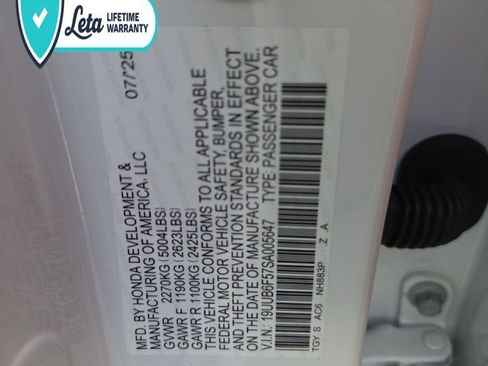 Leta LIFETIME
WARRANTY
MFD. BY HONDA DEVELOPMENT & 07/25
MANUFACTURING OF AMERICA, LLC
GVWR 2270KG (5004LBS)
GAWR F 1190KG (2623LBS)
GAWR R 1100KG (2425LBS)
THIS VEHICLE CONFORMS TO ALL APPLICABLE
FEDERAL MOTOR VEHICLE SAFETY, BUMPER,
AND THEFT PREVENTION STANDARDS IN EFFECT
ON THE DATE OF MANUFACTURE SHOWN ABOVE.
V.I.N.: 19UUB6F57SA005647 TYPE: PASSENGER CAR
TGY S AC6 NH883P Z A